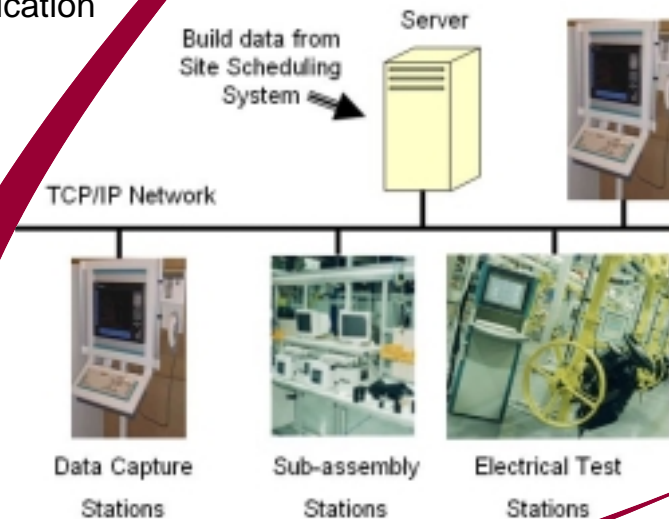 ication
Build data from
Site Scheduling
System
Server
TCP/IP Network
Data Capture
Stations
Sub-assembly
Stations
Electrical Test
Stations